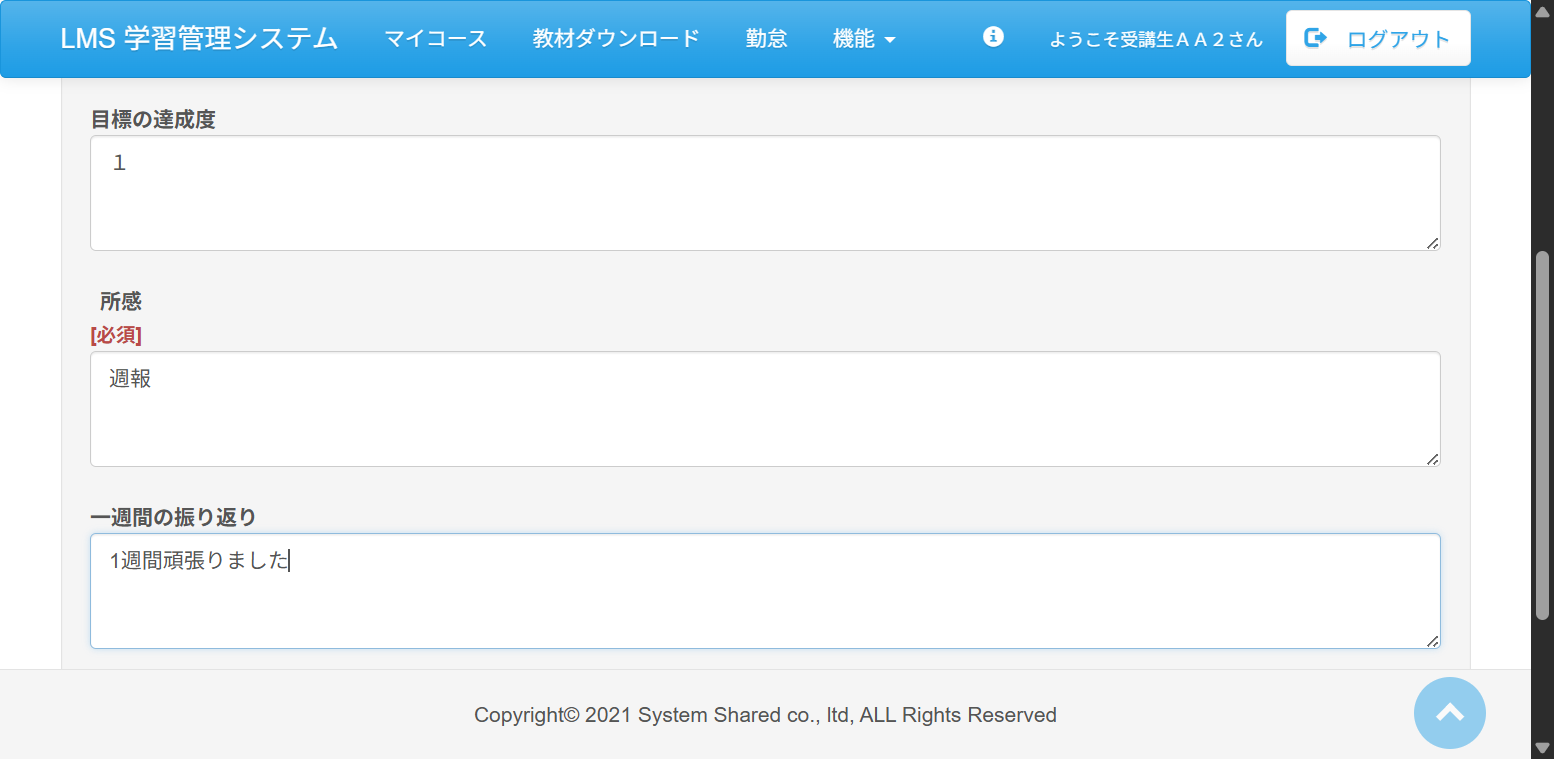 LMS 学習管理システム マイコース 教材ダウンロード 勤怠 機能 ようこそ受講生ＡＡ２さん ログアウト
目標の達成度
１
所感
[必須]
週報
一週間の振り返り
1週間頑張りました
Copyright© 2021 System Shared co., ltd, ALL Rights Reserved